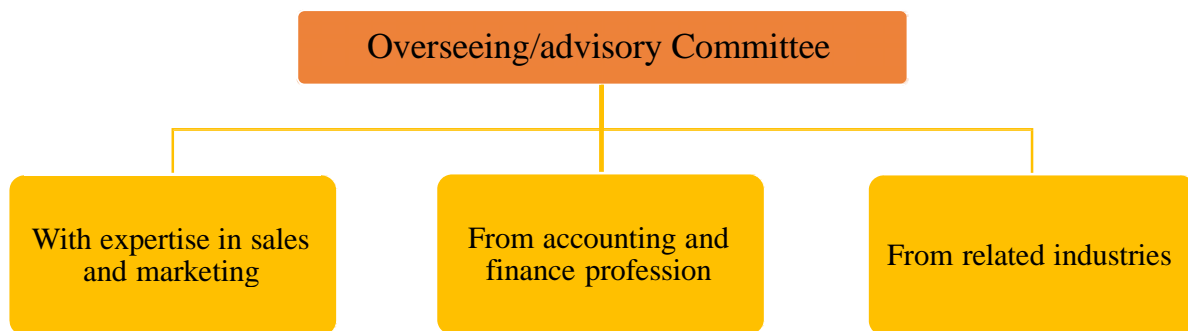 Overseeing/advisory Committee
With expertise in sales
and marketing
From accounting and
finance profession
From related industries